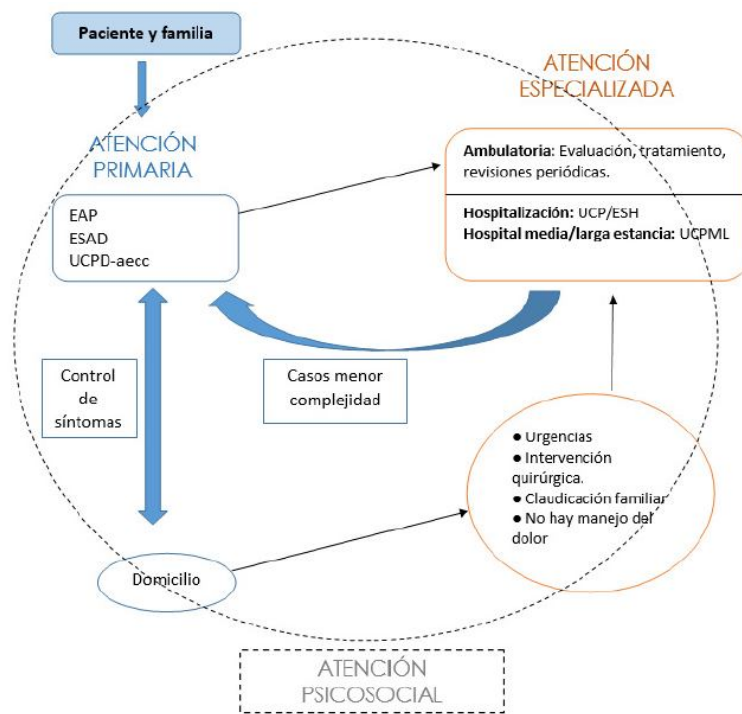 Paciente y familia
ATENCIÓN
ESPECIALIZADA
ATENCIÓN
PRIMARIA
Ambulatoria: Evaluación, tratamiento,
revisiones periódicas.
Hospitalización: UCP/ESH
Hospital media/larga estancia: UCPML
EAP
ESAD
UCPD-aecc
Control
de
síntomas
Casos menor
complejidad
● Urgencias
● Intervención
quirúrgica.
● Claudicación familiar
● No hay manejo del
dolor
Domicilio
ATENCIÓN
PSICOSOCIAL